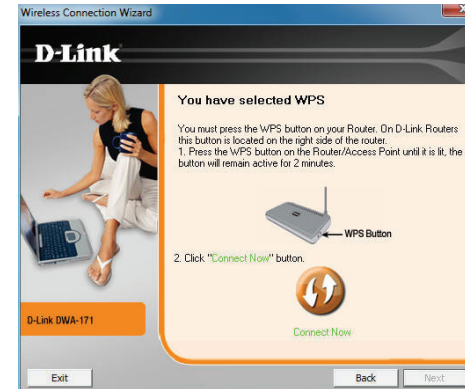 Wireless Connection Wizard
D-Link
You have selected WPS
You must press the WPS button on your Router. On D-Link Routers
this button is located on the right side of the router.
1. Press the WPS button on the Router/Access Point until it is lit, the
button will remain active for 2 minutes.
WPS Button
2. Click "Connect Now" button.
Connect Now
D-Link DWA-171
Exit
Back
Next